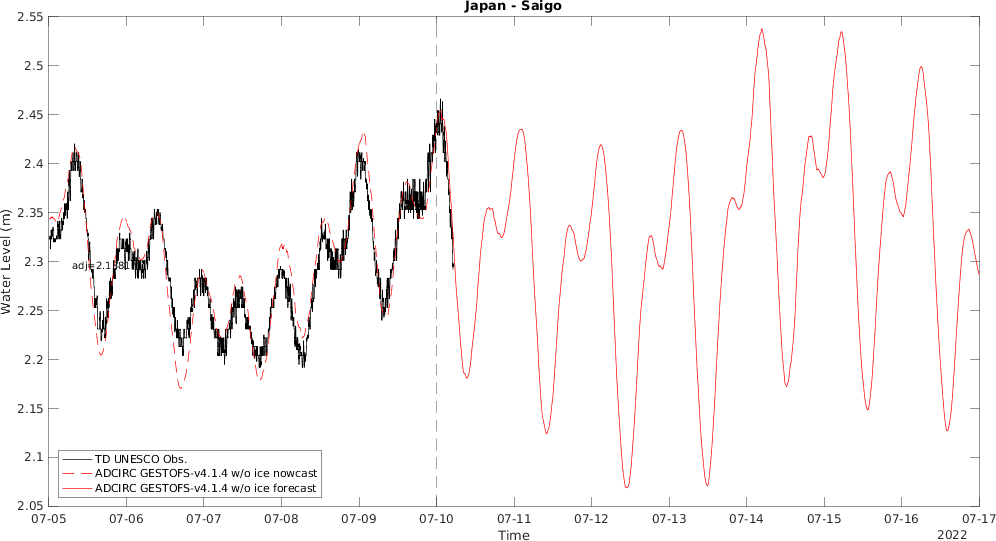 Japan - Saigo
2.55
2.5
2.45
2.4
2.35
2.3
2.25
2.2
2.15
2.1
2.05
Water Level (m)
TD UNESCO Obs.
ADCIRC GESTOFS-v4.1.4 w/o ice nowcast
ADCIRC GESTOFS-v4.1.4 w/o ice forecast
07-05 07-06 07-07 07-08 07-09 07-10 07-11 07-12 07-13 07-14 07-15 07-16 07-17
Time
2022